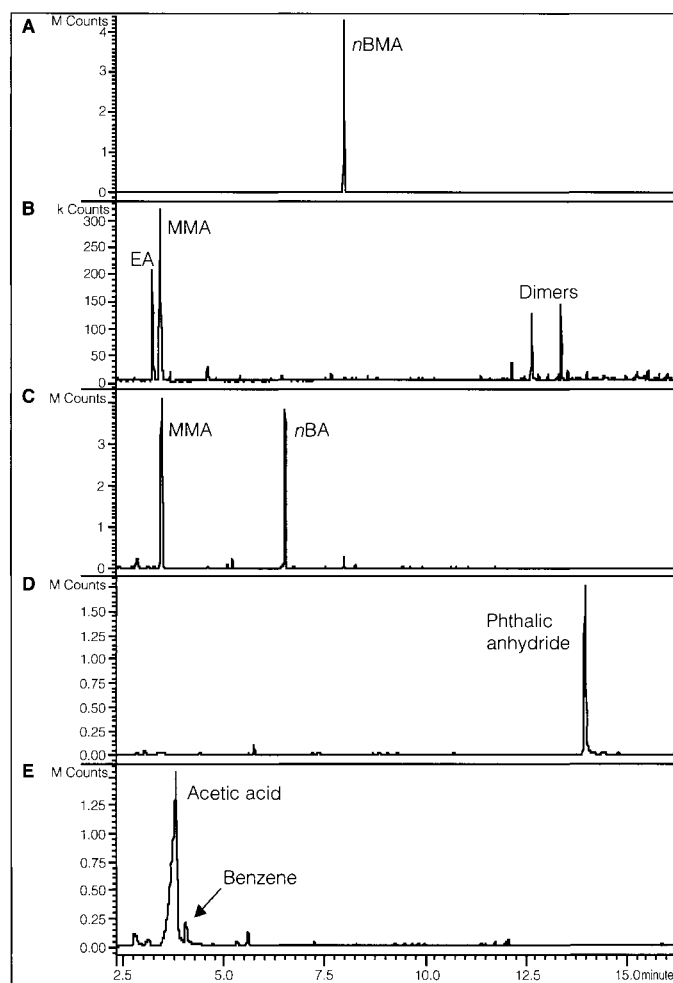 A
M Counts
4
3
2
1
0
nBMA
B
k Counts
300
250
200
150
100
50
0
EA
MMA
Dimers
C
M Counts
3
2
1
0
MMA
nBA
D
M Counts
1.50
1.25
1.00
0.75
0.50
0.25
0.00
Phthalic
anhydride
E
M Counts
1.25
1.00
0.75
0.50
0.25
0.00
Acetic acid
Benzene
2.5 5.0 7.5 10.0 12.5 15.0 minute